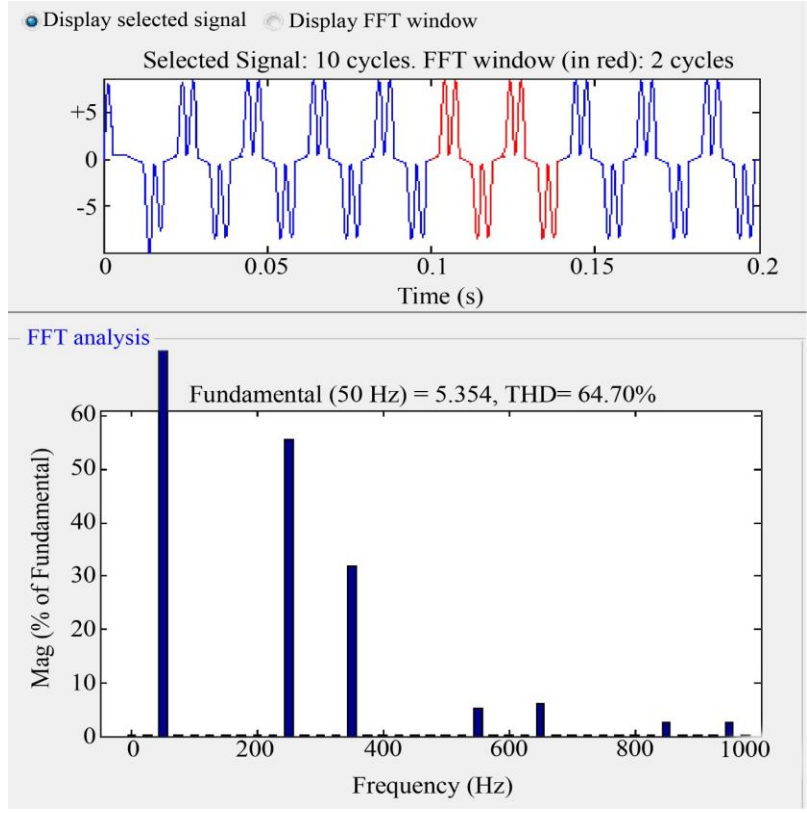 Display selected signal Display FFT window
Selected Signal: 10 cycles. FFT window (in red): 2 cycles
+5
0
-5
0 0.05 0.1 0.15 0.2
Time (s)
FFT analysis
Fundamental (50 Hz) = 5.354, THD= 64.70%
60
50
40
30
20
10
0
Mag (% of Fundamental)
0 200 400 600 800 1000
Frequency (Hz)